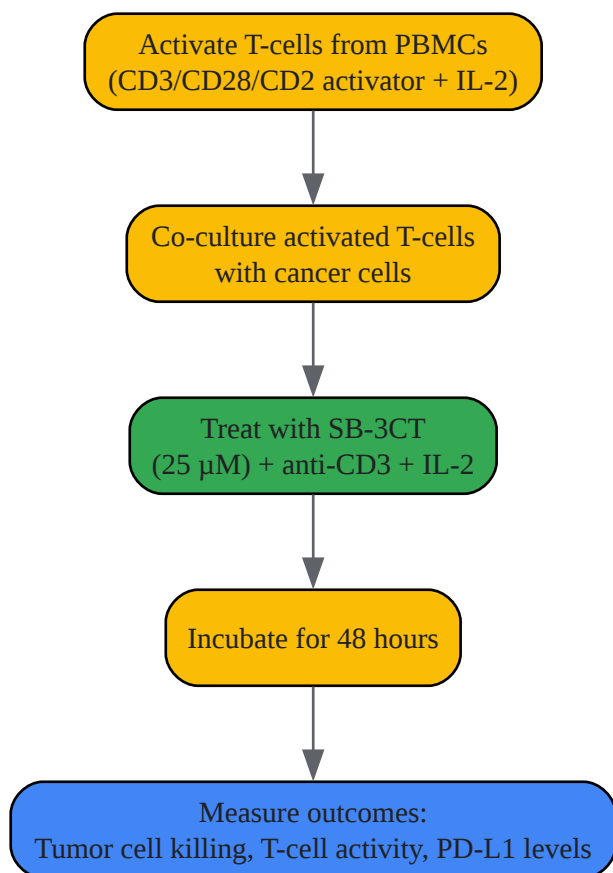 Activate T-cells from PBMCs
(CD3/CD28/CD2 activator + IL-2)
Co-culture activated T-cells
with cancer cells
Treat with SB-3CT
(25 µM) + anti-CD3 + IL-2
Incubate for 48 hours
Measure outcomes:
Tumor cell killing, T-cell activity, PD-L1 levels